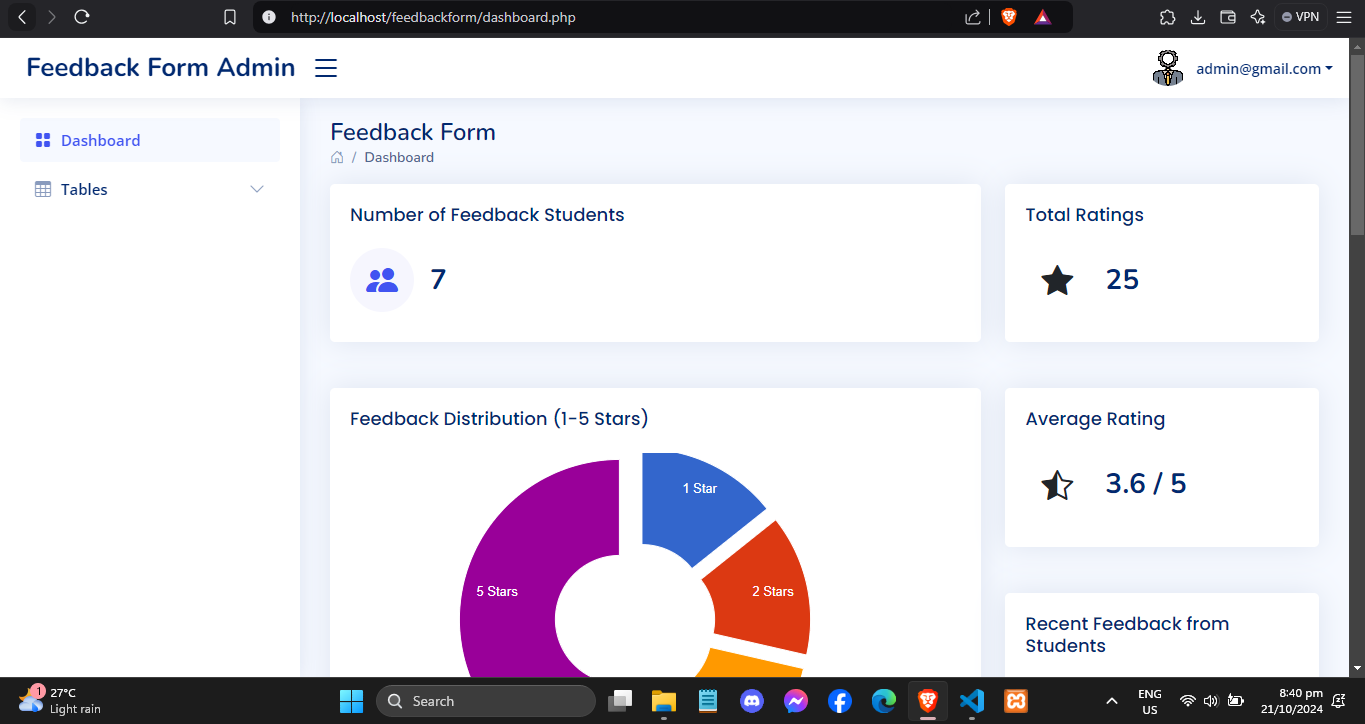 http://localhost/feedbackform/dashboard.php
VPN
Feedback Form Admin
admin@gmail.com
Dashboard
Tables
Feedback Form
/ Dashboard
Number of Feedback Students
7
Total Ratings
25
Feedback Distribution (1-5 Stars)
1 Star
2 Stars
5 Stars
Average Rating
3.6 / 5
Recent Feedback from
Students
1
27°C
Light rain
Search
ENG
US
8:40 pm
21/10/2024